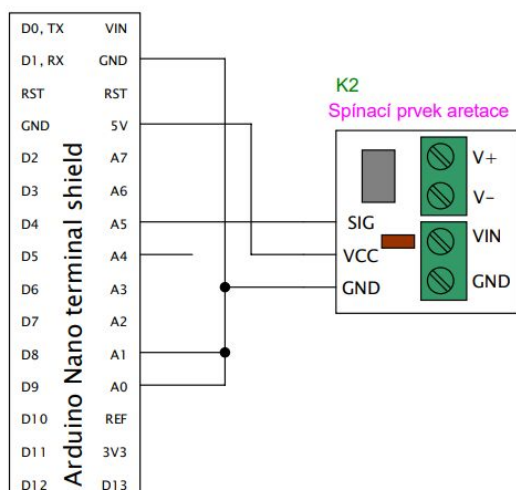 D0, TX VIN
D1, RX GND
RST RST
GND 5V
D2 A7
D3 A6
D4 A5
D5 A4
D6 A3
D7 A2
D8 A1
D9 A0
D10 REF
D11 3V3
D12 D13
Arduino Nano terminal shield
K2
Spínací prvek aretace
SIG
VCC
GND
V+
V-
VIN
GND